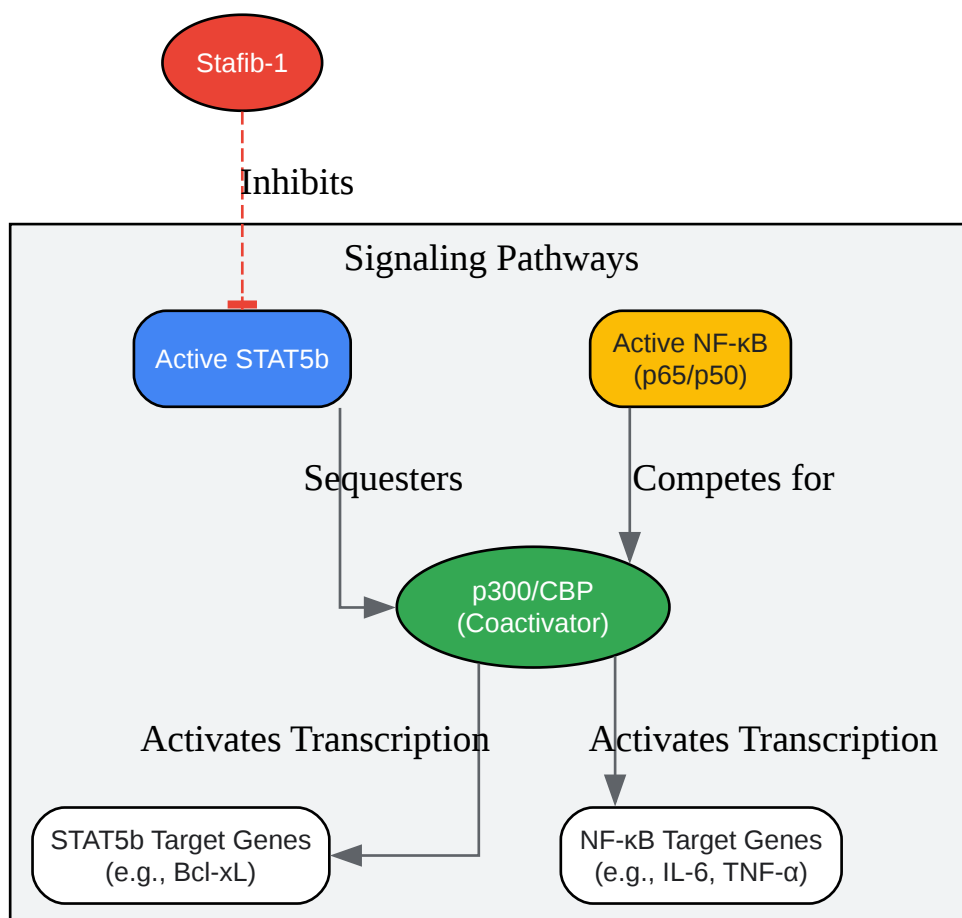 Stafib-1
Inhibits
Signaling Pathways
Active STAT5b
Active NF-κB
(p65/p50)
Sequesters
Competes for
p300/CBP
(Coactivator)
Activates Transcription
Activates Transcription
STAT5b Target Genes
(e.g., Bcl-xL)
NF-κB Target Genes
(e.g., IL-6, TNF-α)